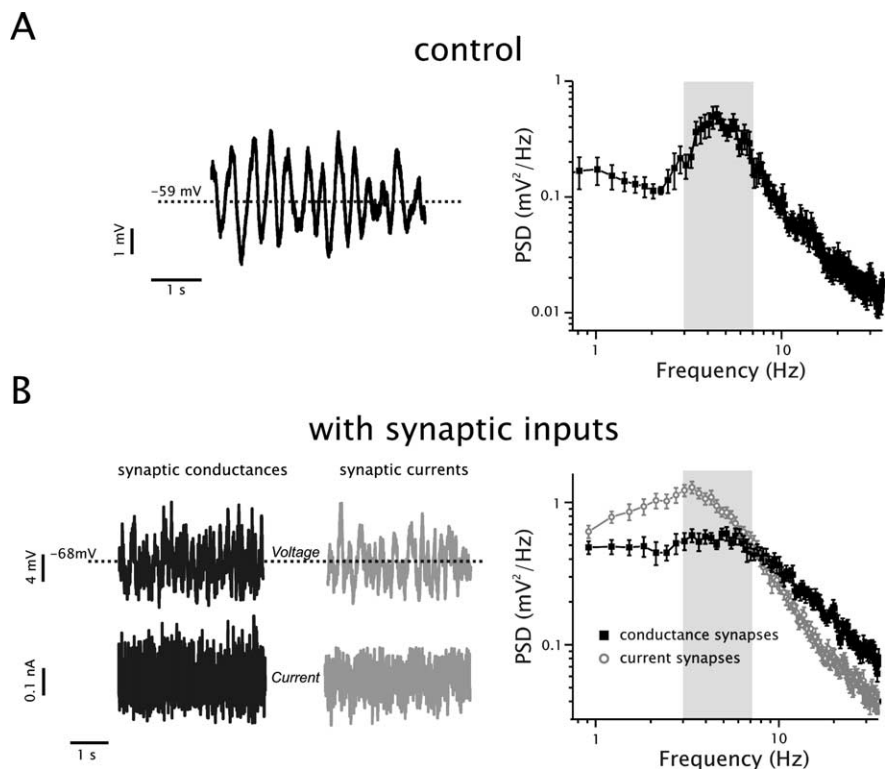 A
control
−59 mV
1 mV
1 s
PSD (mV²/Hz)
1
0.1
0.01
1
10
Frequency (Hz)
B
with synaptic inputs
synaptic conductances
synaptic currents
−68mV
Voltage
4 mV
Current
0.1 nA
1 s
PSD (mV²/Hz)
1
0.1
conductance synapses
current synapses
1
10
Frequency (Hz)